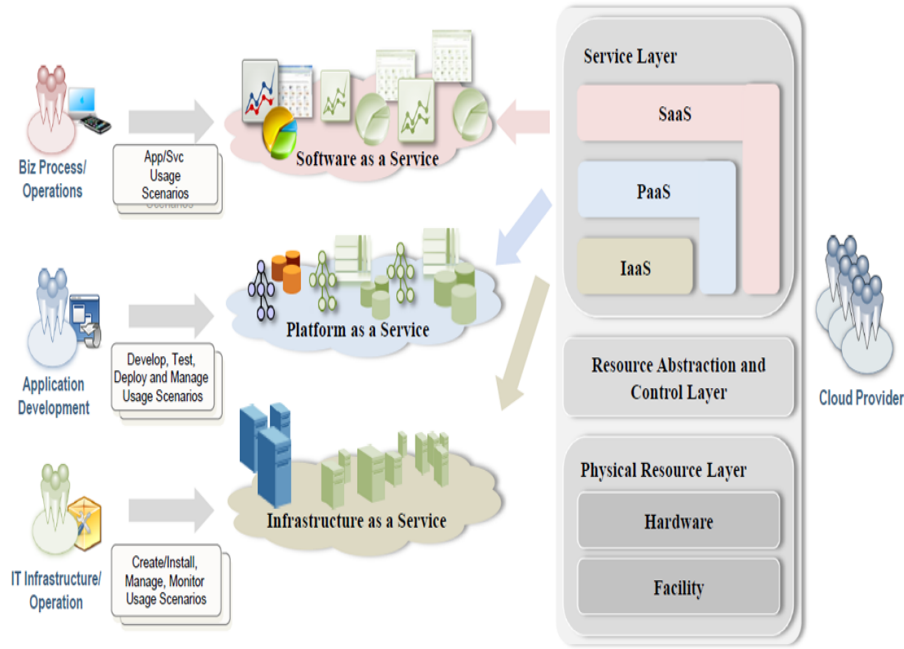 Biz Process/
Operations
App/Svc
Usage
Scenarios
Scenarios
Software as a Service
Application
Development
Develop, Test,
Deploy and Manage
Usage Scenarios
Platform as a Service
IT Infrastructure/
Operation
Create/Install,
Manage, Monitor
Usage Scenarios
Infrastructure as a Service
Service Layer
SaaS
PaaS
IaaS
Resource Abstraction and
Control Layer
Physical Resource Layer
Hardware
Facility
Cloud Provider